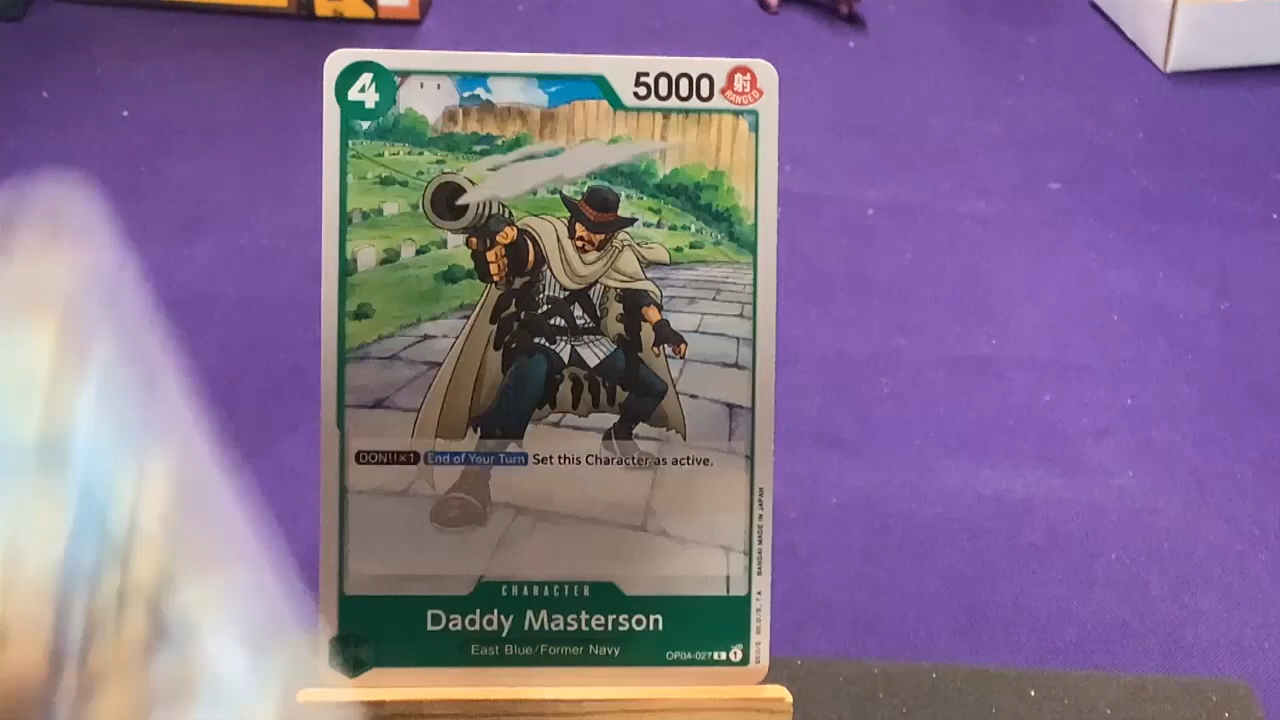 4
5000
射
RANGED
DON!!×1 End of Your Turn Set this Character as active.
CHARACTER
Daddy Masterson
East Blue/Former Navy
OP04-027 C 1
BANDAI MADE IN JAPAN